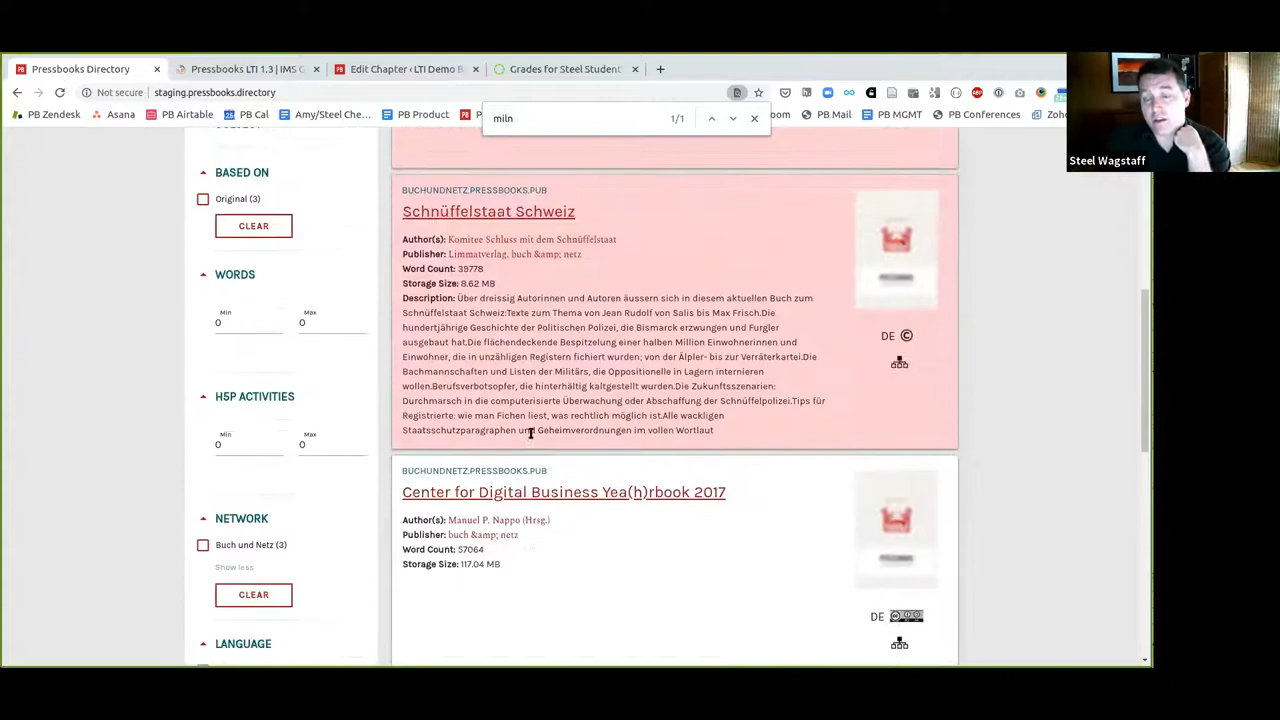 Pressbooks Directory
Pressbooks LTI 1.3 | IMS G
Edit Chapter ‹ LTI Demo B
Grades for Steel Student
Not secure
staging.pressbooks.directory
PB Zendesk
Asana
PB Airtable
PB Cal
Amy/Steel Che...
PB Product
PB Mail
PB MGMT
PB Conferences
miln
1/1
Steel Wagstaff
BASED ON
Original (3)
CLEAR
WORDS
Min
0
Max
0
H5P ACTIVITIES
Min
0
Max
0
NETWORK
Buch und Netz (3)
Show less
CLEAR
LANGUAGE
BUCHUNDNETZ.PRESSBOOKS.PUB
Schnüffelstaat Schweiz
Author(s): Komitee Schluss mit dem Schnüffelstaat
Publisher: Limmatverlag, buch &amp; netz
Word Count: 39778
Storage Size: 8.62 MB
Description: Über dreissig Autorinnen und Autoren äussern sich in diesem aktuellen Buch zum
Schnüffelstaat Schweiz:Texte zum Thema von Jean Rudolf von Salis bis Max Frisch.Die
hundertjährige Geschichte der Politischen Polizei, die Bismarck erzwungen und Furgler
ausgebaut hat.Die flächendeckende Bespitzelung einer halben Million Einwohnerinnen und
Einwohner, die in unzähligen Registern fichiert wurden; von der Älpler- bis zur Verräterkartei.Die
Bachmannschaften und Listen der Militärs, die Oppositionelle in Lagern internieren
wollen.Berufsverbotsopfer, die hinterhältig kaltgestellt wurden.Die Zukunftsszenarien:
Durchmarsch in die computerisierte Überwachung oder Abschaffung der Schnüffelpolizei.Tips für
Registrierte: wie man Fichen liest, was rechtlich möglich ist.Alle wackligen
Staatsschutzparagraphen und Geheimverordnungen im vollen Wortlaut
DE
BUCHUNDNETZ.PRESSBOOKS.PUB
Center for Digital Business Yea(h)rbook 2017
Author(s): Manuel P. Nappo (Hrsg.)
Publisher: buch &amp; netz
Word Count: 57064
Storage Size: 117.04 MB
DE